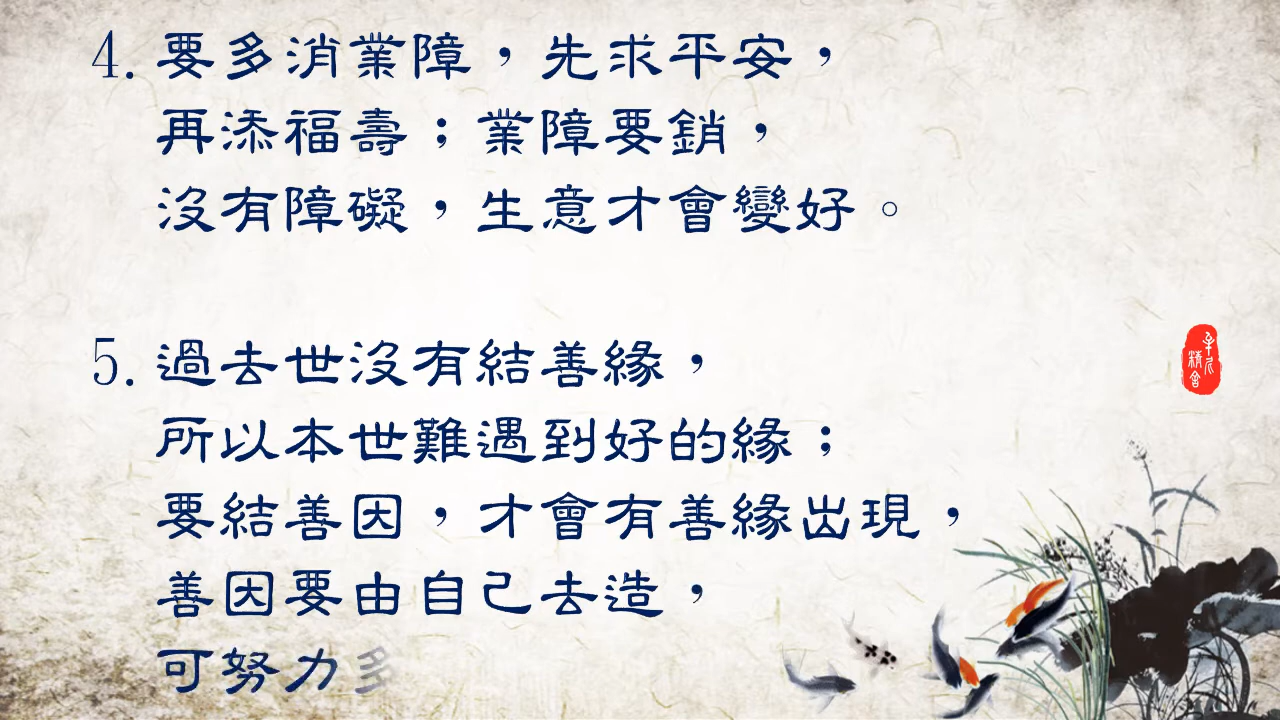 4. 要多消業障，先求平安，
再添福壽；業障要銷，
沒有障礙，生意才會變好。
5. 過去世沒有結善緣，
所以本世難遇到好的緣；
要結善因，才會有善緣出現，
善因要由自己去造，
可努力多